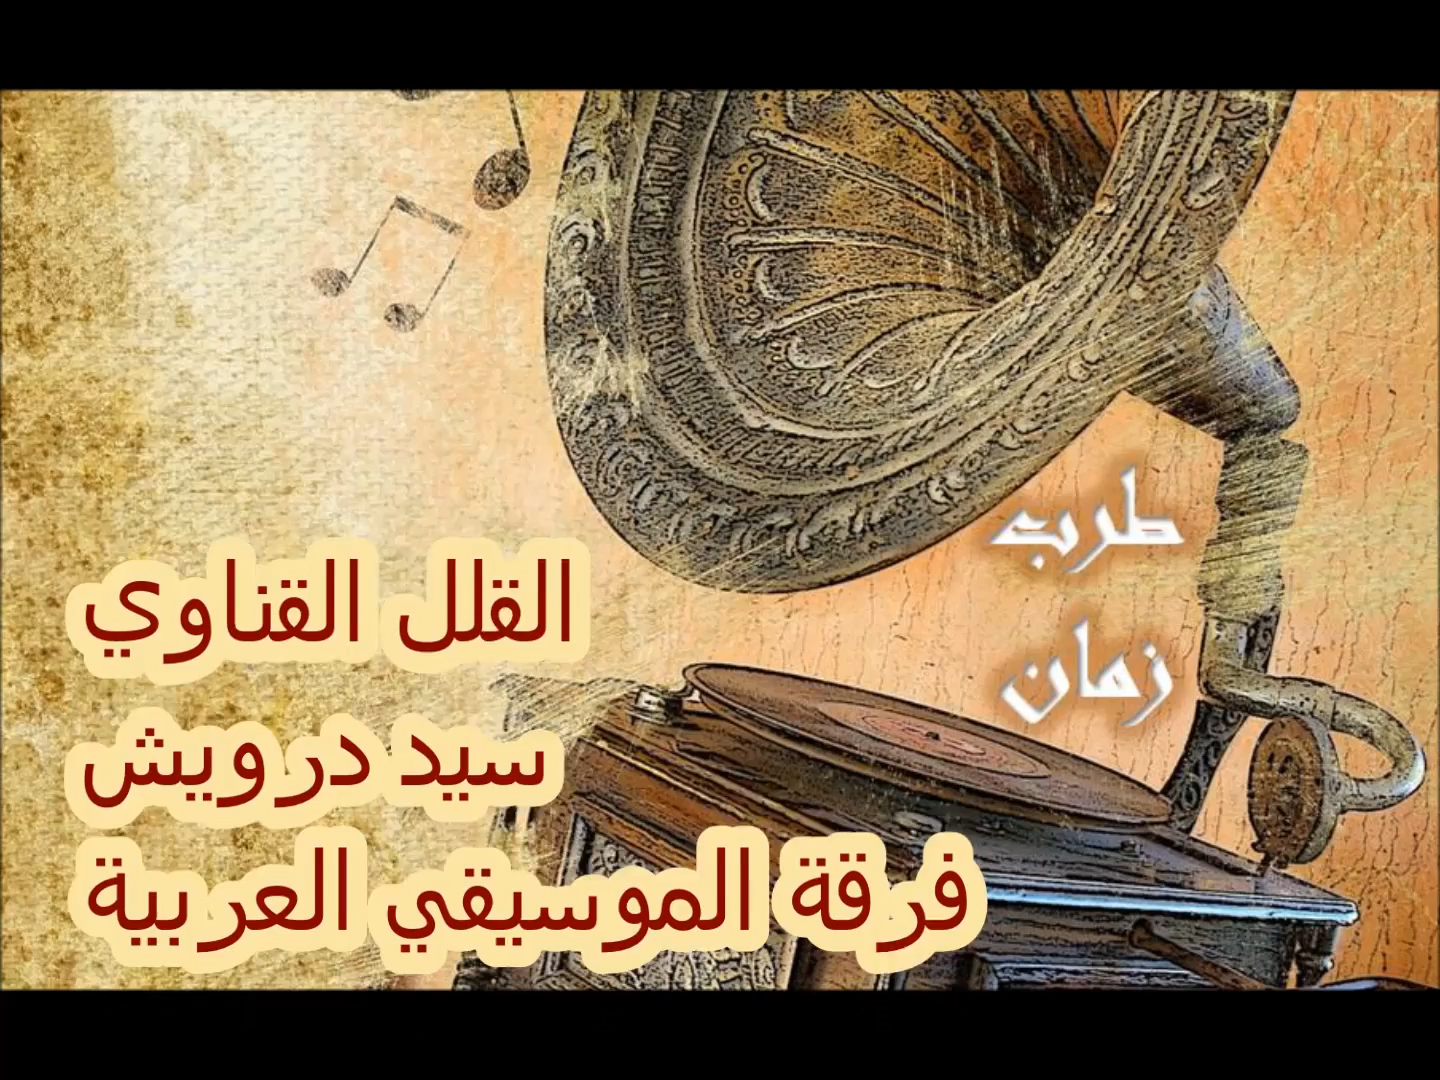 طرب
زمان
القلل القناوي
سيد درويش
فرقة الموسيقي العربية